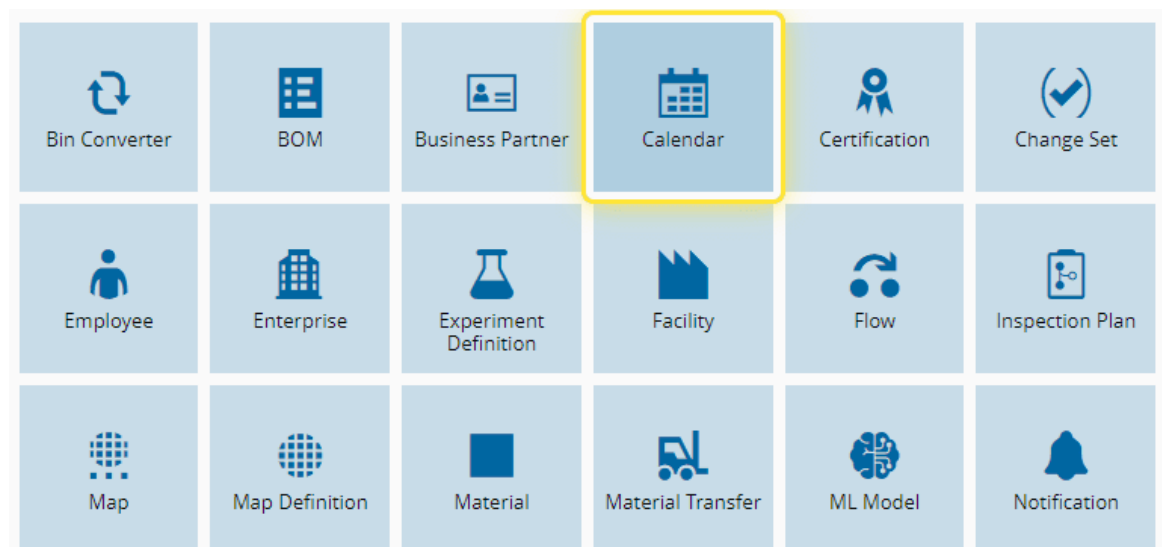 Bin Converter
BOM
Business Partner
Calendar
Certification
Change Set
Employee
Enterprise
Experiment
Definition
Facility
Flow
Inspection Plan
Map
Map Definition
Material
Material Transfer
ML Model
Notification